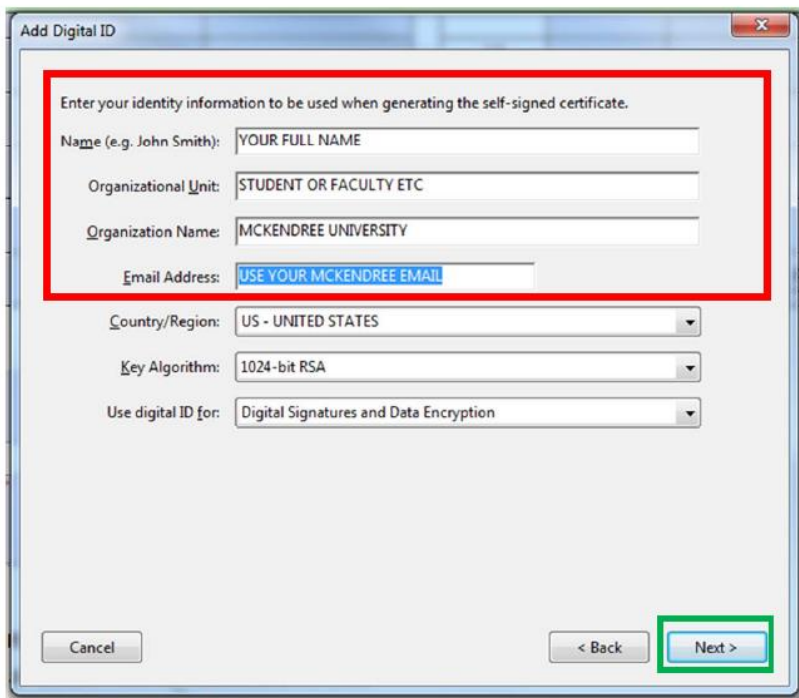 Add Digital ID
Enter your identity information to be used when generating the self-signed certificate.
Name (e.g. John Smith): YOUR FULL NAME
Organizational Unit: STUDENT OR FACULTY ETC
Organization Name: MCKENDREE UNIVERSITY
Email Address: USE YOUR MCKENDREE EMAIL
Country/Region: US - UNITED STATES
Key Algorithm: 1024-bit RSA
Use digital ID for: Digital Signatures and Data Encryption
Cancel < Back Next >